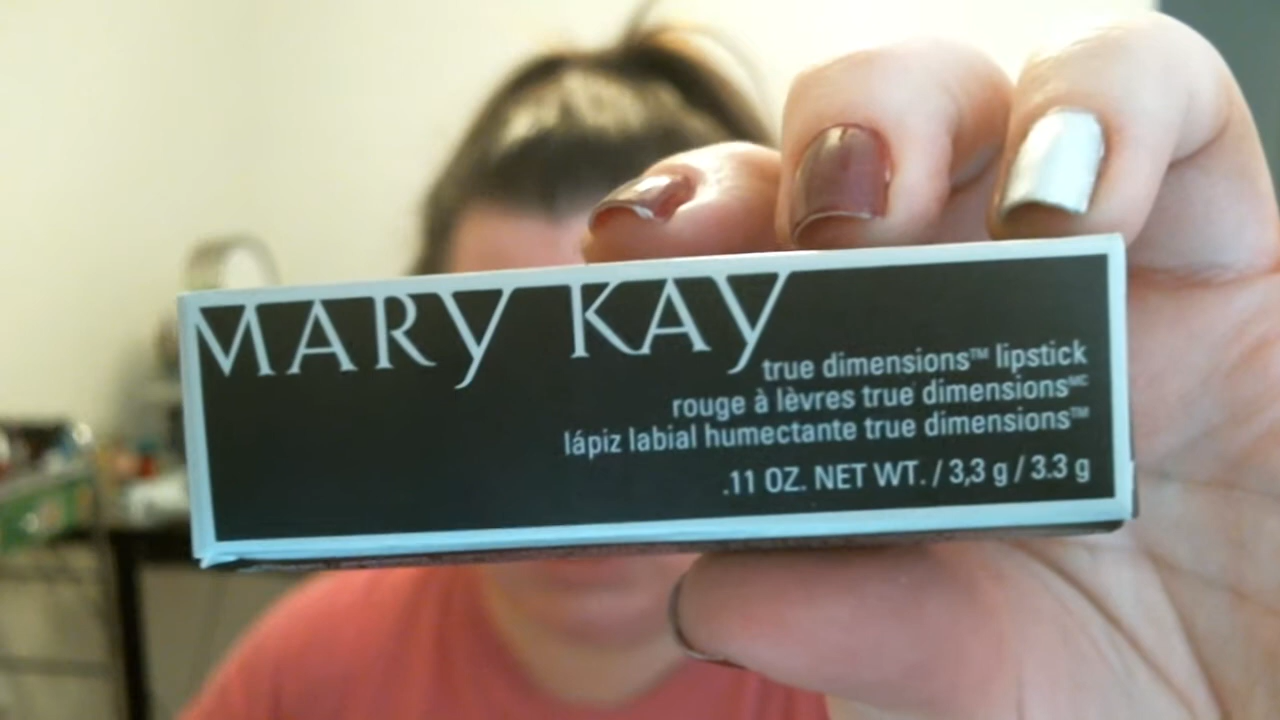 MARY KAY
true dimensions™ lipstick
rouge à lèvres true dimensions^MC
lápiz labial humectante true dimensions™
.11 OZ. NET WT. / 3,3 g / 3.3 g